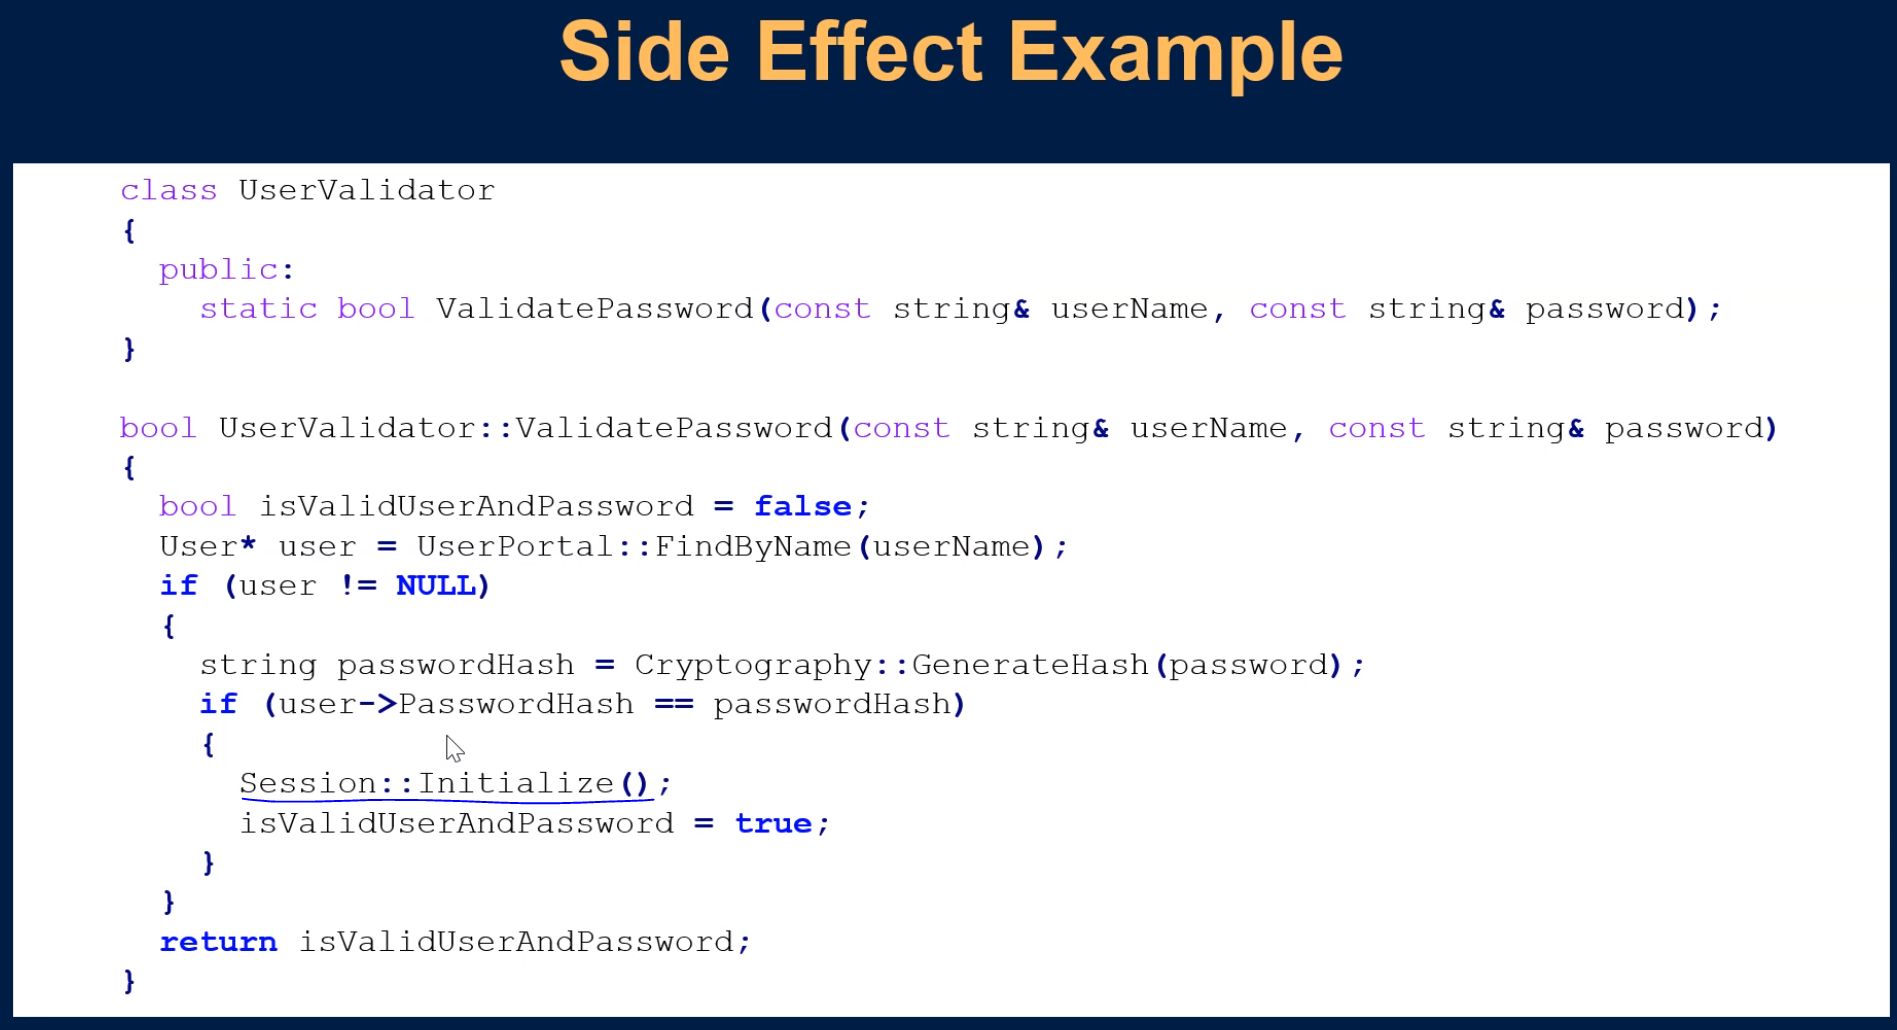 Side Effect Example
class UserValidator
{
  public:
    static bool ValidatePassword(const string& userName, const string& password);
}
bool UserValidator::ValidatePassword(const string& userName, const string& password)
{
  bool isValidUserAndPassword = false;
  User* user = UserPortal::FindByName(userName);
  if (user != NULL)
  {
    string passwordHash = Cryptography::GenerateHash(password);
    if (user->PasswordHash == passwordHash)
    {
      Session::Initialize();
      isValidUserAndPassword = true;
    }
  }
  return isValidUserAndPassword;
}